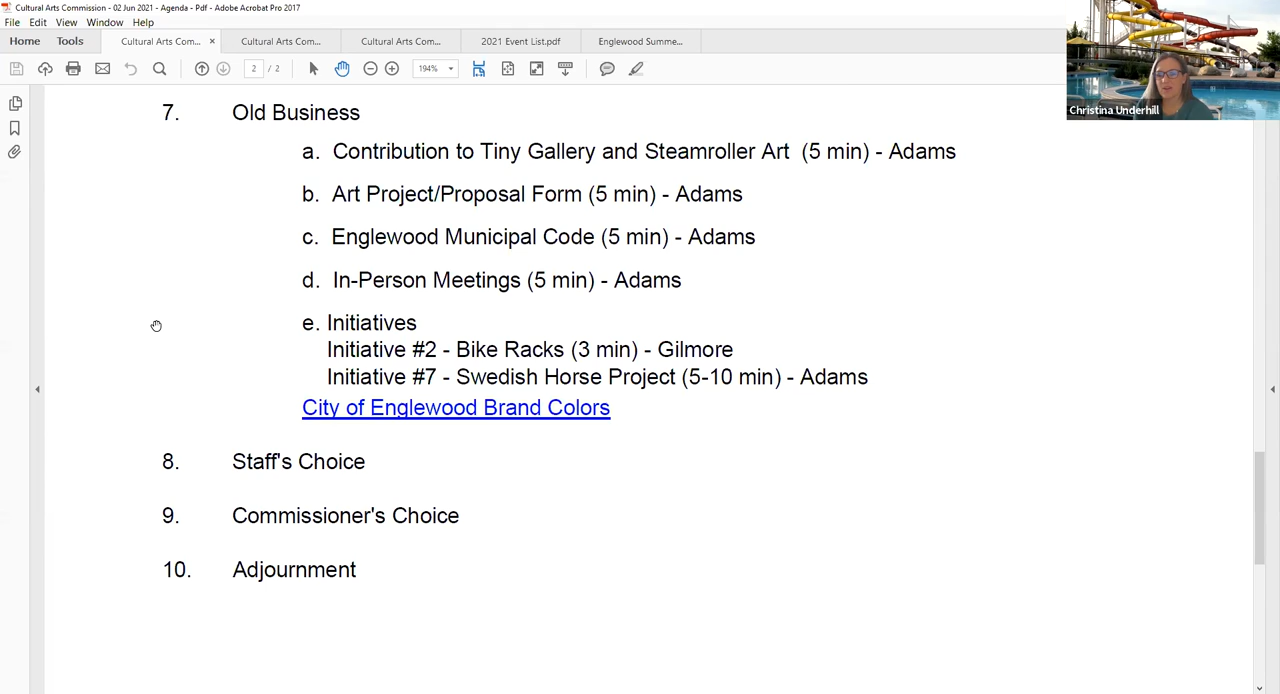 Cultural Arts Commission - 02 Jun 2021 - Agenda - Pdf - Adobe Acrobat Pro 2017
File Edit View Window Help
Home Tools Cultural Arts Com... × Cultural Arts Com... Cultural Arts Com... 2021 Event List.pdf Englewood Summe...
2 / 2 194%
Christina Underhill
7. Old Business
a. Contribution to Tiny Gallery and Steamroller Art (5 min) - Adams
b. Art Project/Proposal Form (5 min) - Adams
c. Englewood Municipal Code (5 min) - Adams
d. In-Person Meetings (5 min) - Adams
e. Initiatives
Initiative #2 - Bike Racks (3 min) - Gilmore
Initiative #7 - Swedish Horse Project (5-10 min) - Adams
City of Englewood Brand Colors
8. Staff's Choice
9. Commissioner's Choice
10. Adjournment